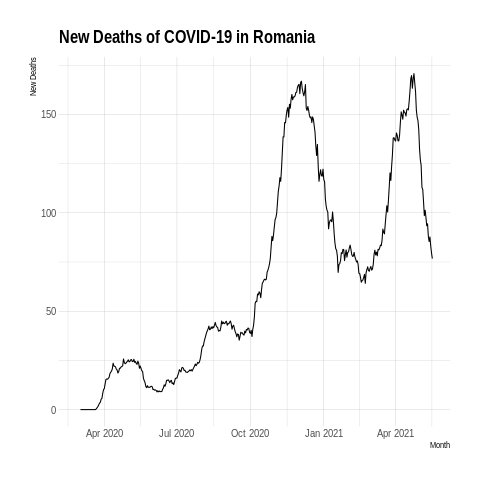 New Deaths of COVID-19 in Romania
New Deaths
150
100
50
0
Apr 2020 Jul 2020 Oct 2020 Jan 2021 Apr 2021
Month